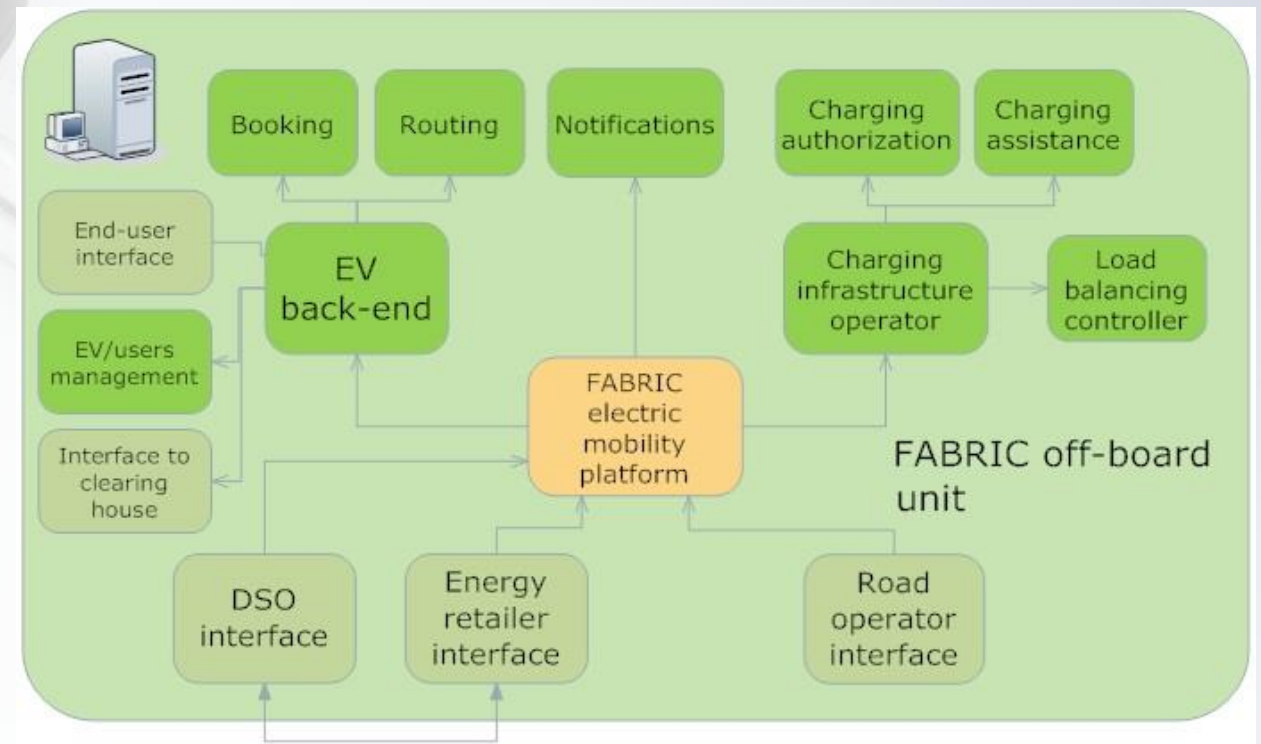 Booking
Routing
Notifications
Charging
authorization
Charging
assistance
End-user
interface
EV
back-end
Charging
infrastructure
operator
Load
balancing
controller
EV/users
management
FABRIC
electric
mobility
platform
Interface to
clearing
house
FABRIC off-board
unit
DSO
interface
Energy
retailer
interface
Road
operator
interface